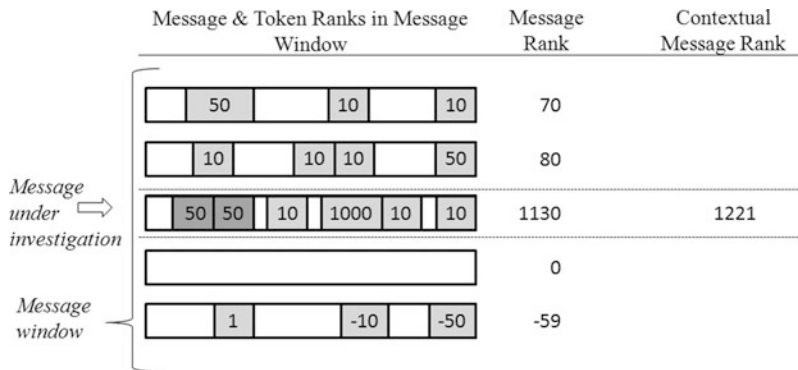 Message & Token Ranks in Message
Window
Message
Rank
Contextual
Message Rank
50 10 10 70
10 10 10 50 80
Message
under
investigation
50 50 10 1000 10 10 1130 1221
0
Message
window
1 -10 -50 -59